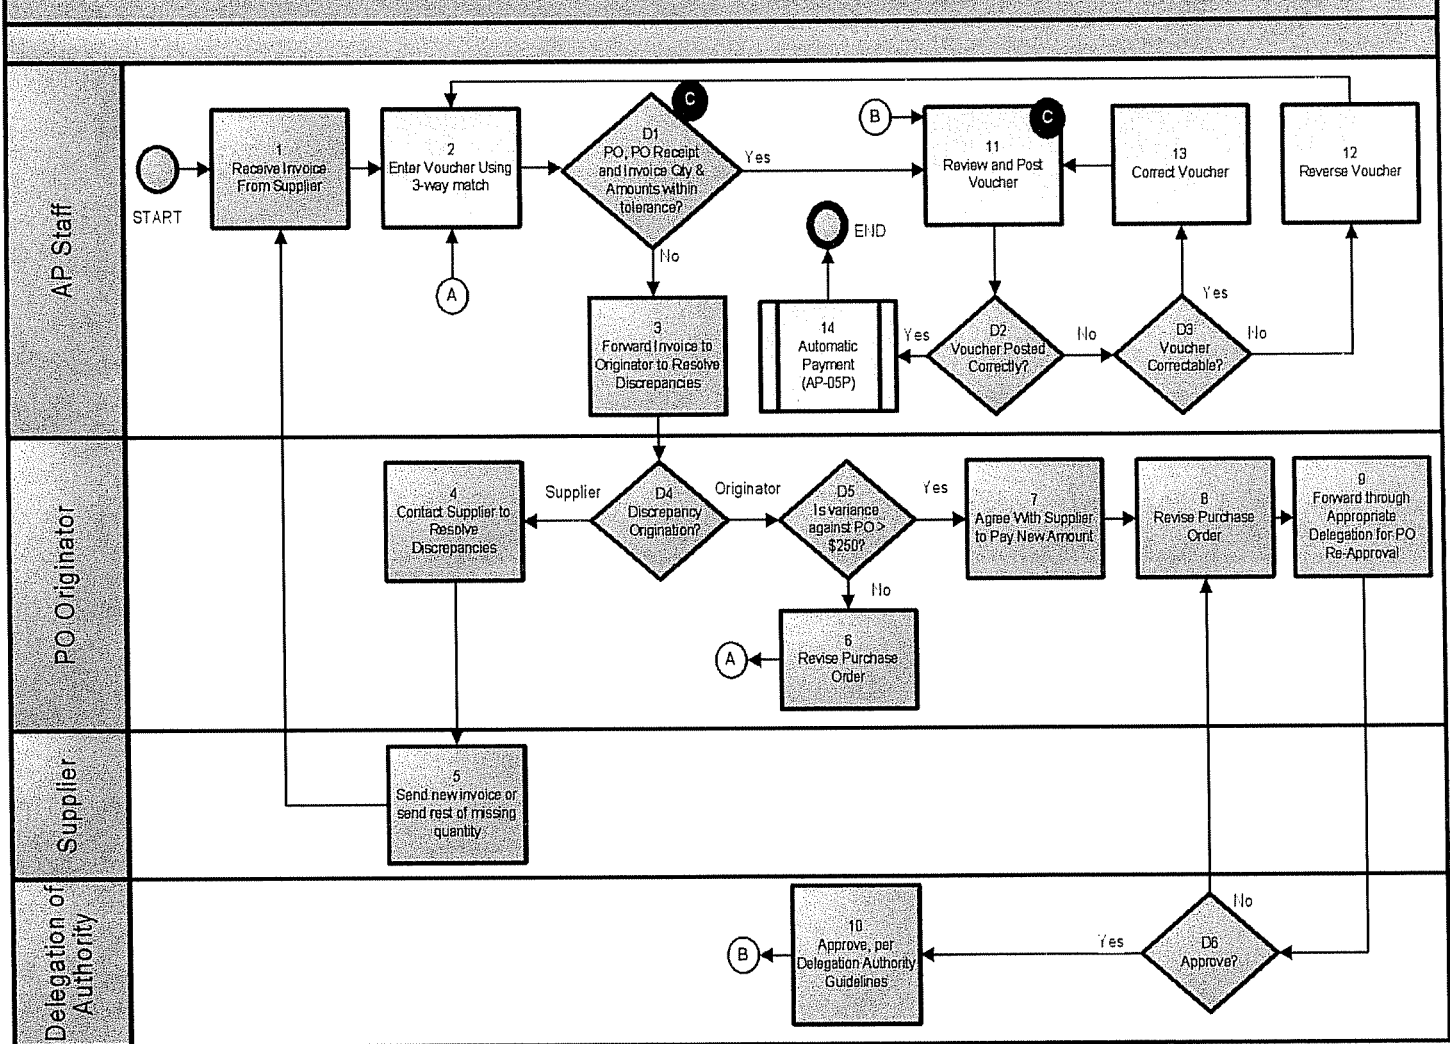 AP Staff
START
1
Receive Invoice
From Supplier
2
Enter Voucher Using
3-way match
A
D1
PO, PO Receipt
and Invoice Qty &
Amounts within
tolerance?
C
Yes
No
3
Forward Invoice to
Originator to Resolve
Discrepancies
B
11
Review and Post
Voucher
C
13
Correct Voucher
12
Reverse Voucher
END
14
Automatic
Payment
(AP-05P)
Yes
D2
Voucher Posted
Correctly?
No
D3
Voucher
Correctable?
Yes
No
PO Originator
4
Contact Supplier to
Resolve
Discrepancies
Supplier
D4
Discrepancy
Origination?
Originator
D5
Is variance
against PO >
$250?
Yes
No
7
Agree With Supplier
to Pay New Amount
8
Revise Purchase
Order
9
Forward through
Appropriate
Delegation for PO
Re-Approval
A
6
Revise Purchase
Order
Supplier
5
Send new invoice or
send rest of missing
quantity
Delegation of
Authority
B
10
Approve, per
Delegation Authority
Guidelines
Yes
D6
Approve?
No